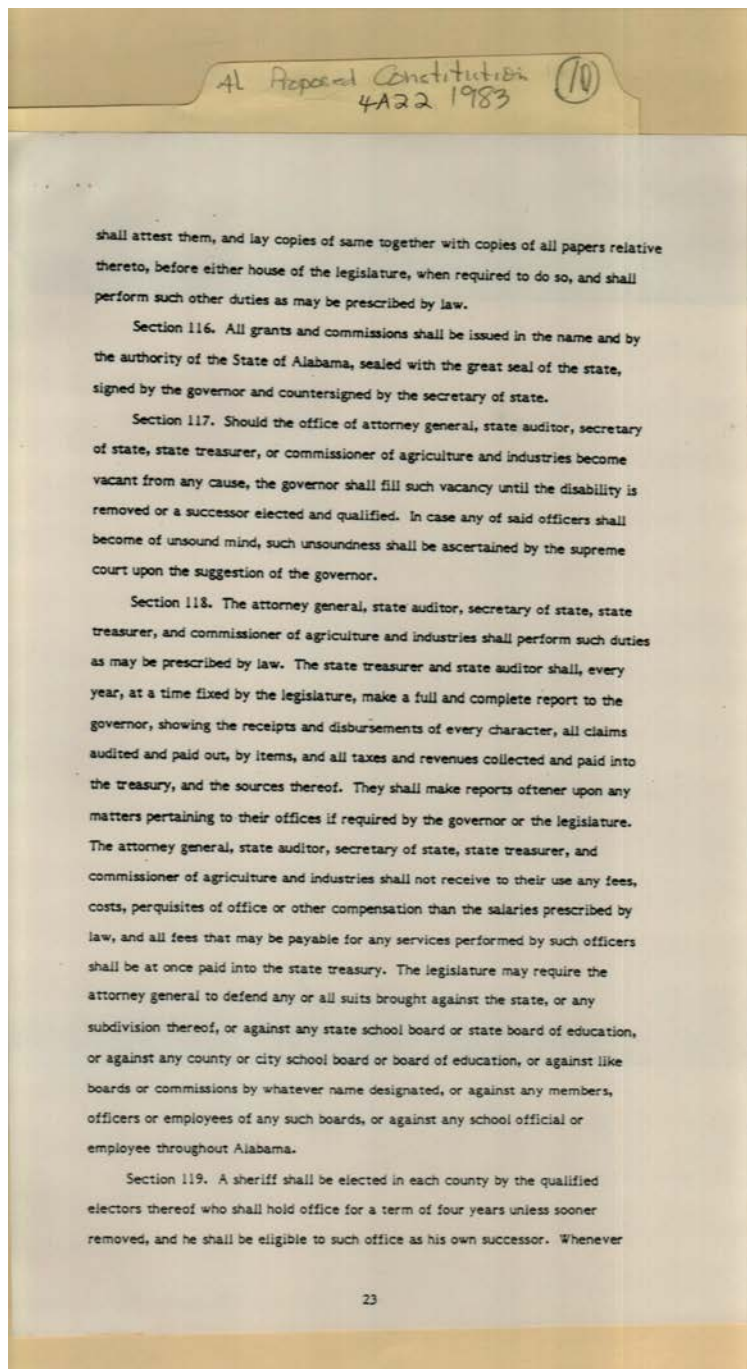 AL Proposed Constitution 10
4A22 1983
shall attest them, and lay copies of same together with copies of all papers relative
thereto, before either house of the legislature, when required to do so, and shall
perform such other duties as may be prescribed by law.
Section 116. All grants and commissions shall be issued in the name and by
the authority of the State of Alabama, sealed with the great seal of the state,
signed by the governor and countersigned by the secretary of state.
Section 117. Should the office of attorney general, state auditor, secretary
of state, state treasurer, or commissioner of agriculture and industries become
vacant from any cause, the governor shall fill such vacancy until the disability is
removed or a successor elected and qualified. In case any of said officers shall
become of unsound mind, such unsoundness shall be ascertained by the supreme
court upon the suggestion of the governor.
Section 118. The attorney general, state auditor, secretary of state, state
treasurer, and commissioner of agriculture and industries shall perform such duties
as may be prescribed by law. The state treasurer and state auditor shall, every
year, at a time fixed by the legislature, make a full and complete report to the
governor, showing the receipts and disbursements of every character, all claims
audited and paid out, by items, and all taxes and revenues collected and paid into
the treasury, and the sources thereof. They shall make reports oftener upon any
matters pertaining to their offices if required by the governor or the legislature.
The attorney general, state auditor, secretary of state, state treasurer, and
commissioner of agriculture and industries shall not receive to their use any fees,
costs, perquisites of office or other compensation than the salaries prescribed by
law, and all fees that may be payable for any services performed by such officers
shall be at once paid into the state treasury. The legislature may require the
attorney general to defend any or all suits brought against the state, or any
subdivision thereof, or against any state school board or state board of education,
or against any county or city school board or board of education, or against like
boards or commissions by whatever name designated, or against any members,
officers or employees of any such boards, or against any school official or
employee throughout Alabama.
Section 119. A sheriff shall be elected in each county by the qualified
electors thereof who shall hold office for a term of four years unless sooner
removed, and he shall be eligible to such office as his own successor. Whenever
23